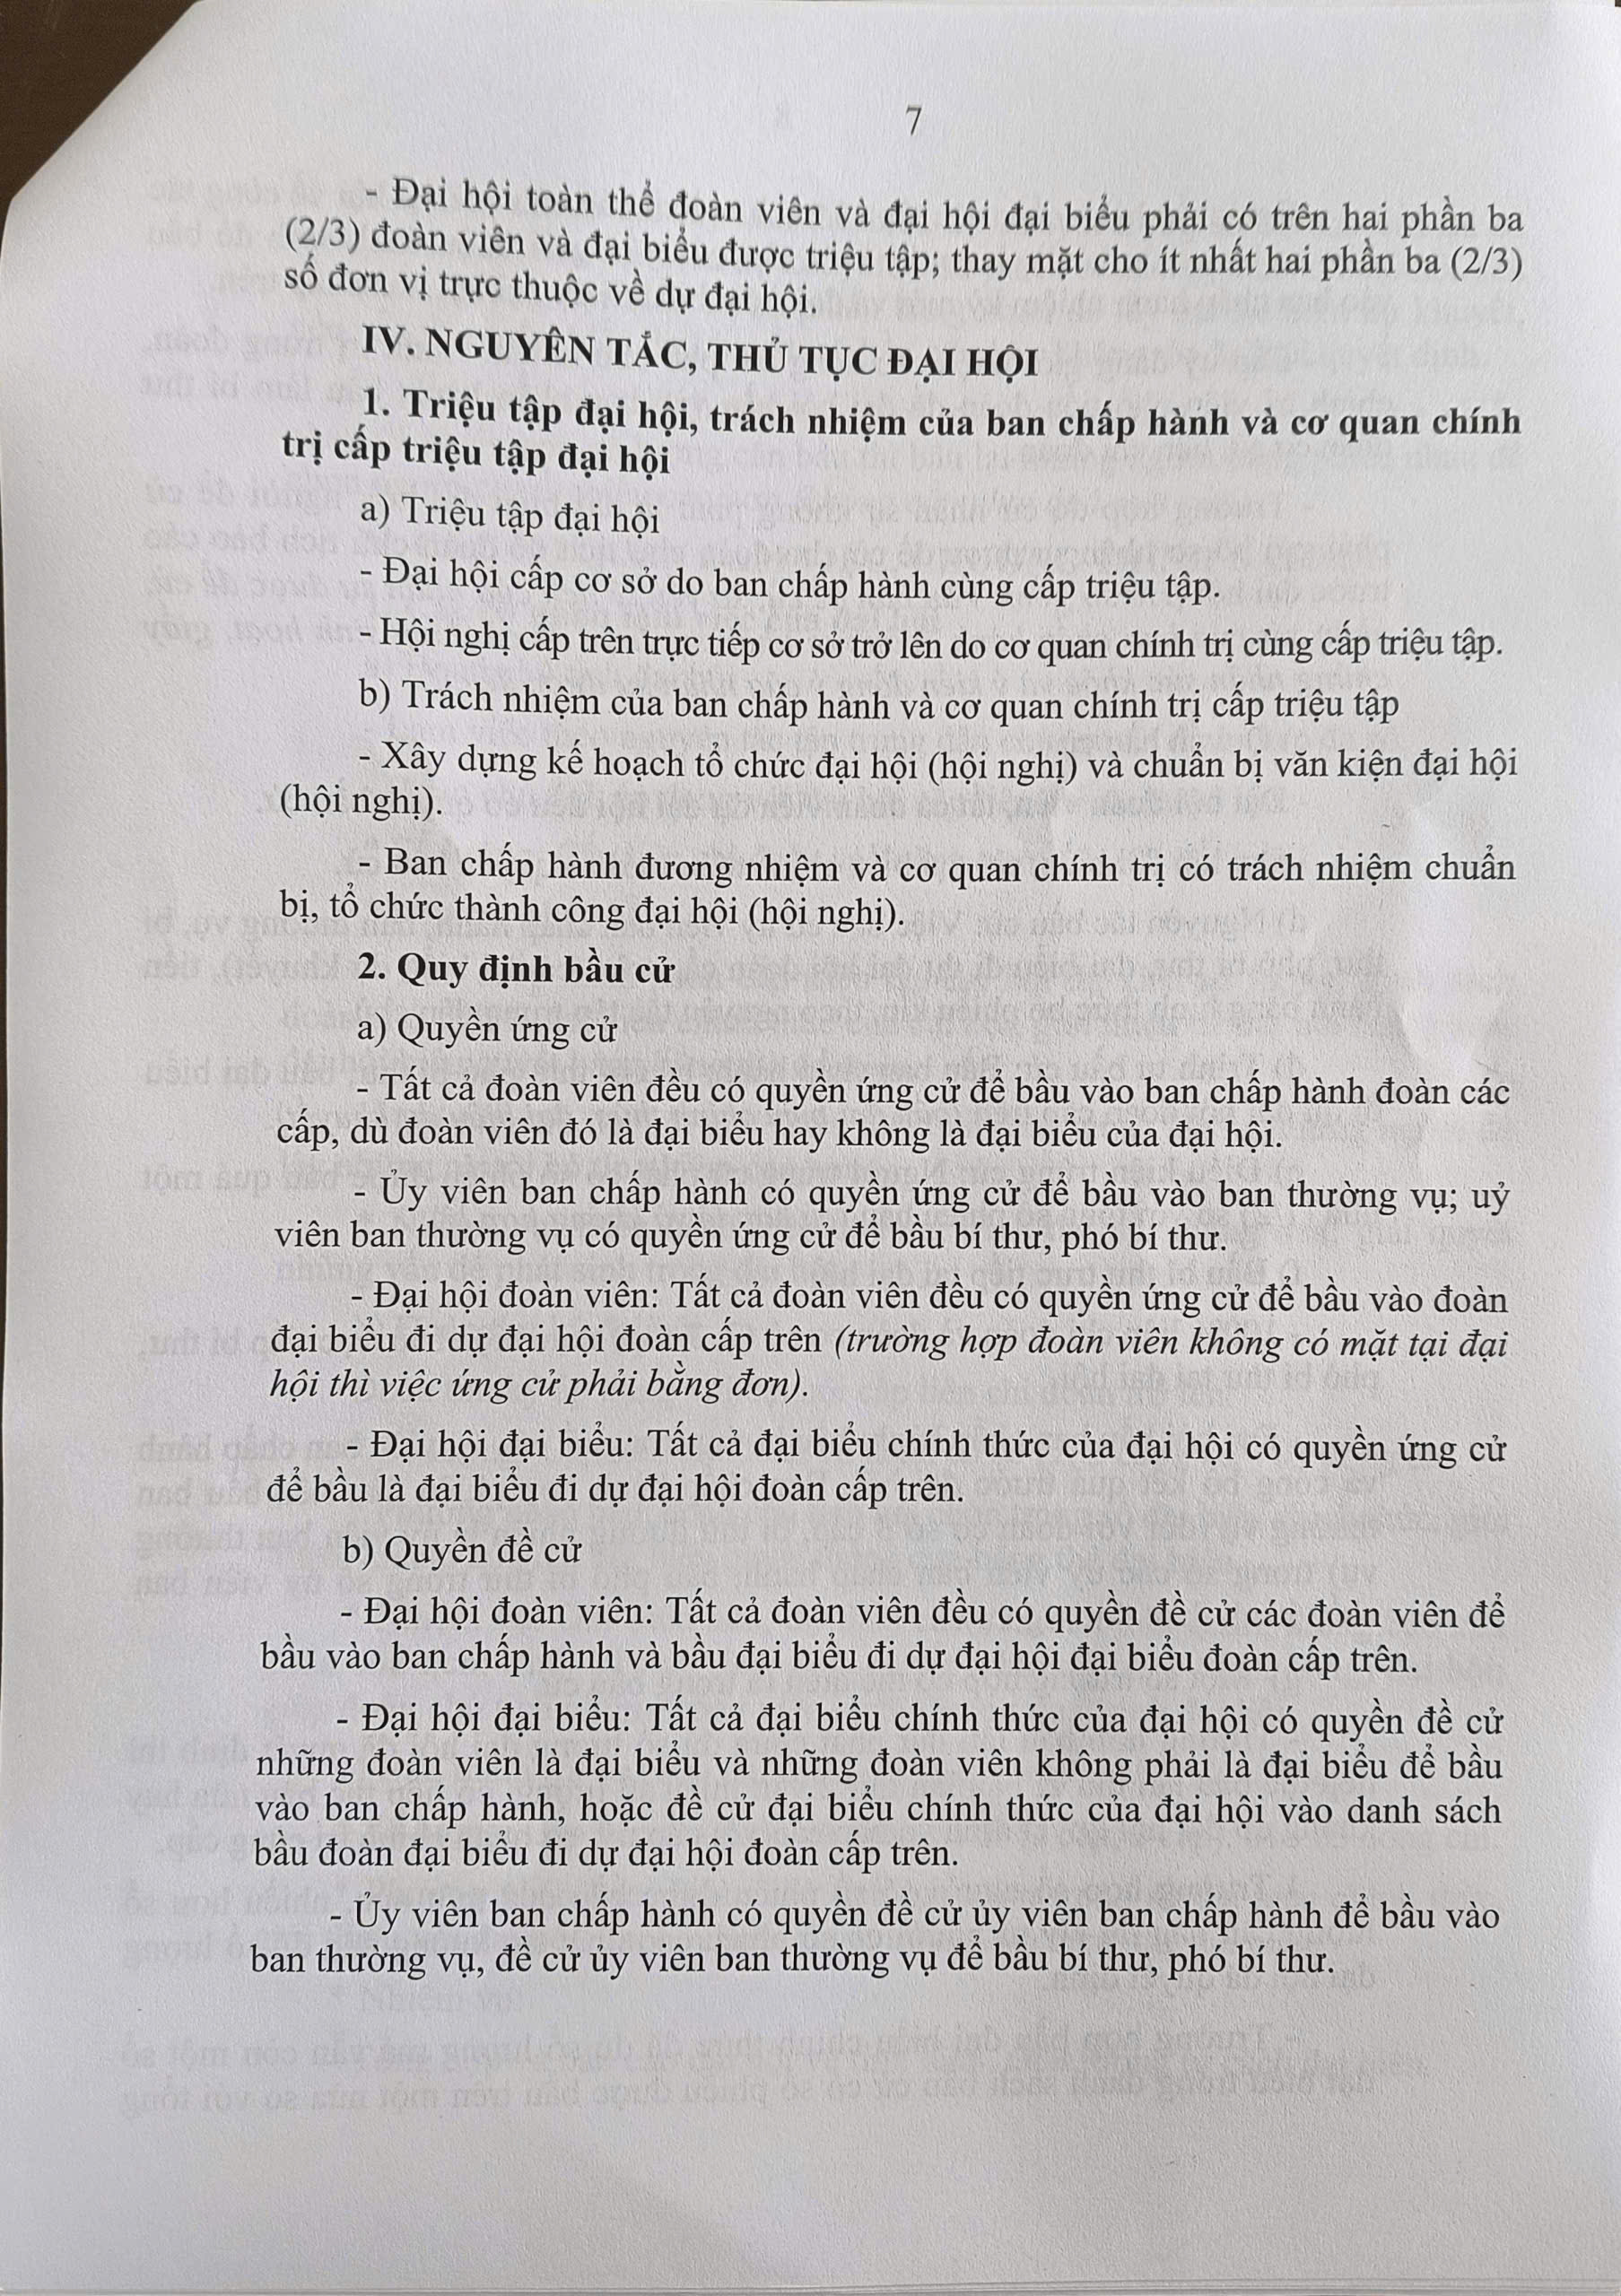 7
- Đại hội toàn thể đoàn viên và đại hội đại biểu phải có trên hai phần ba
(2/3) đoàn viên và đại biểu được triệu tập; thay mặt cho ít nhất hai phần ba (2/3)
số đơn vị trực thuộc về dự đại hội.
IV. NGUYÊN TẮC, THỦ TỤC ĐẠI HỘI
1. Triệu tập đại hội, trách nhiệm của ban chấp hành và cơ quan chính
trị cấp triệu tập đại hội
a) Triệu tập đại hội
- Đại hội cấp cơ sở do ban chấp hành cùng cấp triệu tập.
- Hội nghị cấp trên trực tiếp cơ sở trở lên do cơ quan chính trị cùng cấp triệu tập.
b) Trách nhiệm của ban chấp hành và cơ quan chính trị cấp triệu tập
- Xây dựng kế hoạch tổ chức đại hội (hội nghị) và chuẩn bị văn kiện đại hội
(hội nghị).
- Ban chấp hành đương nhiệm và cơ quan chính trị có trách nhiệm chuẩn
bị, tổ chức thành công đại hội (hội nghị).
2. Quy định bầu cử
a) Quyền ứng cử
- Tất cả đoàn viên đều có quyền ứng cử để bầu vào ban chấp hành đoàn các
cấp, dù đoàn viên đó là đại biểu hay không là đại biểu của đại hội.
- Ủy viên ban chấp hành có quyền ứng cử để bầu vào ban thường vụ; uỷ
viên ban thường vụ có quyền ứng cử để bầu bí thư, phó bí thư.
- Đại hội đoàn viên: Tất cả đoàn viên đều có quyền ứng cử để bầu vào đoàn
đại biểu đi dự đại hội đoàn cấp trên (trường hợp đoàn viên không có mặt tại đại
hội thì việc ứng cử phải bằng đơn).
- Đại hội đại biểu: Tất cả đại biểu chính thức của đại hội có quyền ứng cử
để bầu là đại biểu đi dự đại hội đoàn cấp trên.
b) Quyền đề cử
- Đại hội đoàn viên: Tất cả đoàn viên đều có quyền đề cử các đoàn viên để
bầu vào ban chấp hành và bầu đại biểu đi dự đại hội đại biểu đoàn cấp trên.
- Đại hội đại biểu: Tất cả đại biểu chính thức của đại hội có quyền đề cử
những đoàn viên là đại biểu và những đoàn viên không phải là đại biểu để bầu
vào ban chấp hành, hoặc đề cử đại biểu chính thức của đại hội vào danh sách
bầu đoàn đại biểu đi dự đại hội đoàn cấp trên.
- Ủy viên ban chấp hành có quyền đề cử ủy viên ban chấp hành để bầu vào
ban thường vụ, đề cử ủy viên ban thường vụ để bầu bí thư, phó bí thư.